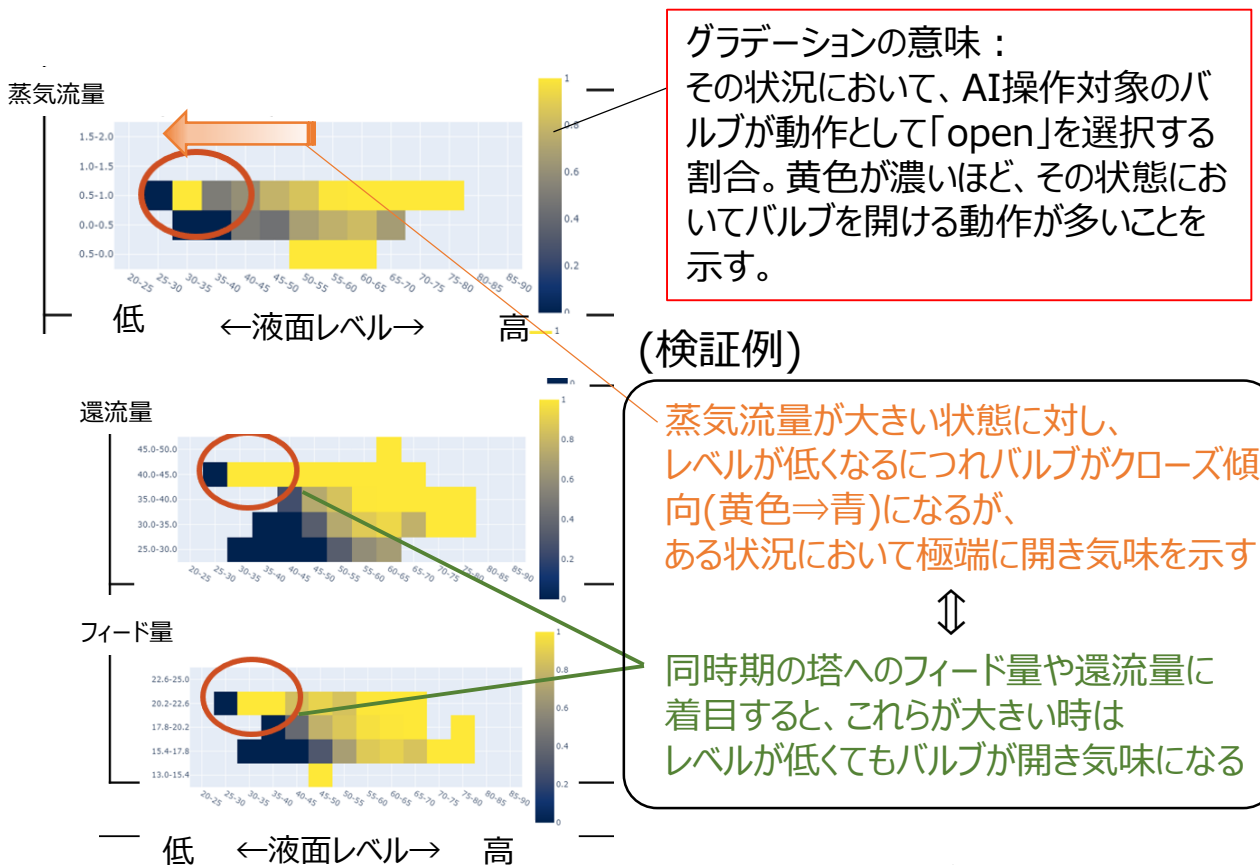 グラデーションの意味：
その状況において、AI操作対象のバ
ルブが動作として「open」を選択する
割合。黄色が濃いほど、その状態にお
いてバルブを開ける動作が多いことを
示す。
蒸気流量
1.5-2.0
1.0-1.5
0.5-1.0
0.0-0.5
0.5-0.0
20-25 25-30 30-35 35-40 40-45 45-50 50-55 55-60 60-65 65-70 70-75 75-80 80-85 85-90
1
0.8
0.6
0.4
0.2
0
低 ←液面レベル→ 高
1
(検証例)
蒸気流量が大きい状態に対し、
レベルが低くなるにつれバルブがクローズ傾
向(黄色⇒青)になるが、
ある状況において極端に開き気味を示す
⇕
同時期の塔へのフィード量や還流量に
着目すると、これらが大きい時は
レベルが低くてもバルブが開き気味になる
還流量
45.0-50.0
40.0-45.0
35.0-40.0
30.0-35.0
25.0-30.0
20-25 25-30 30-35 35-40 40-45 45-50 50-55 55-60 60-65 65-70 70-75 75-80 80-85 85-90
1
0.8
0.6
0.4
0.2
0
フィード量
22.6-25.0
20.2-22.6
17.8-20.2
15.4-17.8
13.0-15.4
20-25 25-30 30-35 35-40 40-45 45-50 50-55 55-60 60-65 65-70 70-75 75-80 80-85 85-90
1
0.8
0.6
0.4
0.2
0
低 ←液面レベル→ 高